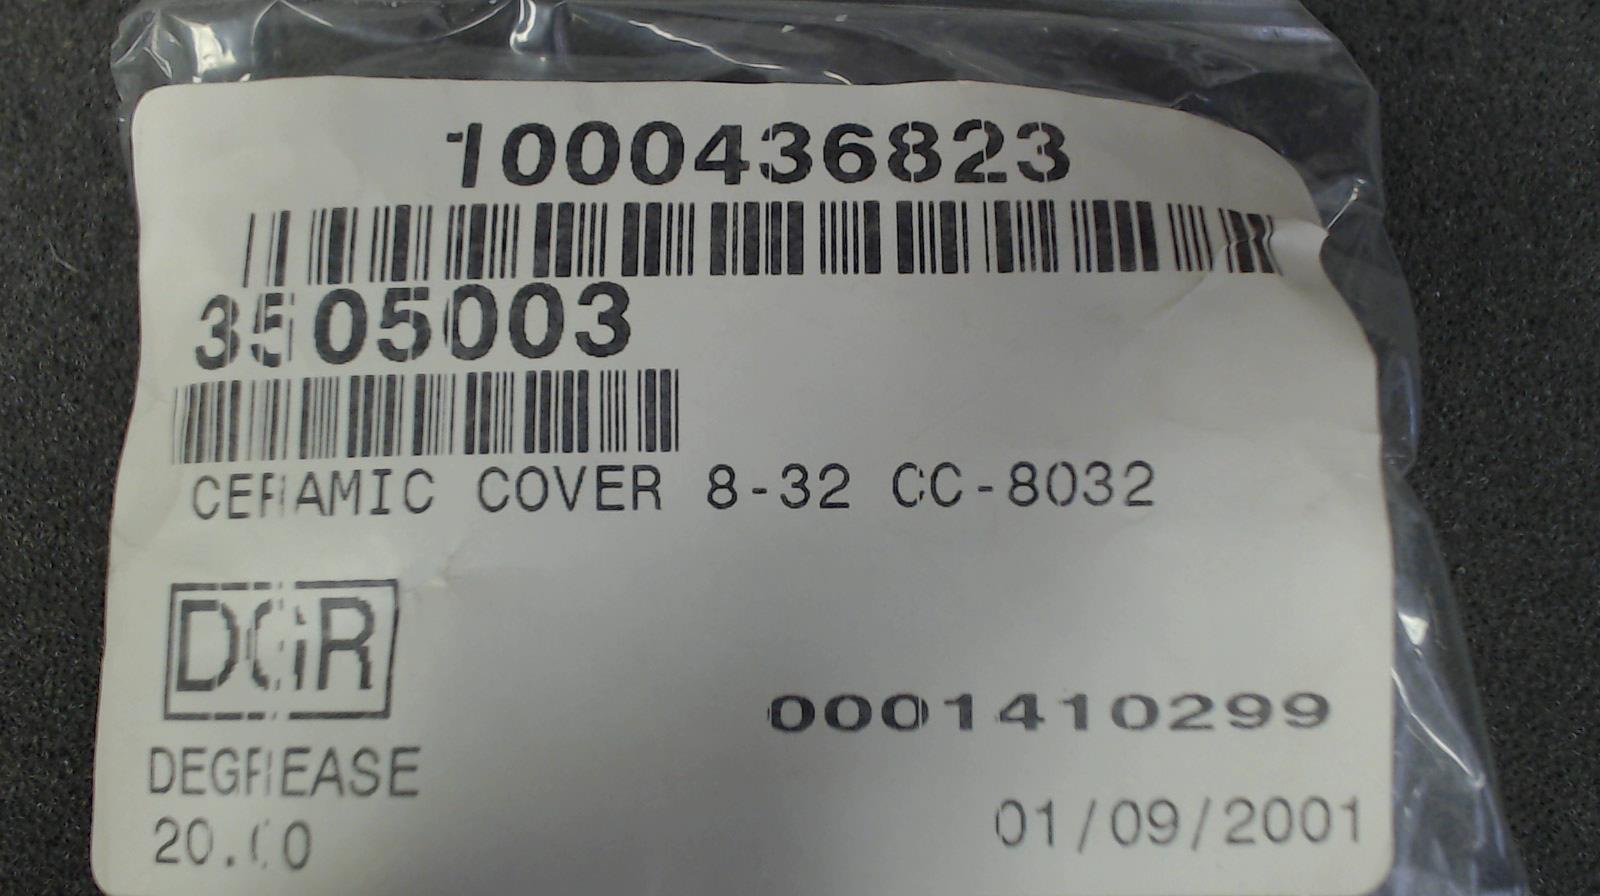 1000436823
3505003
CERAMIC COVER 8-32 CC-8032
DGR
DEGREASE
0001410299
20.00
01/09/2001